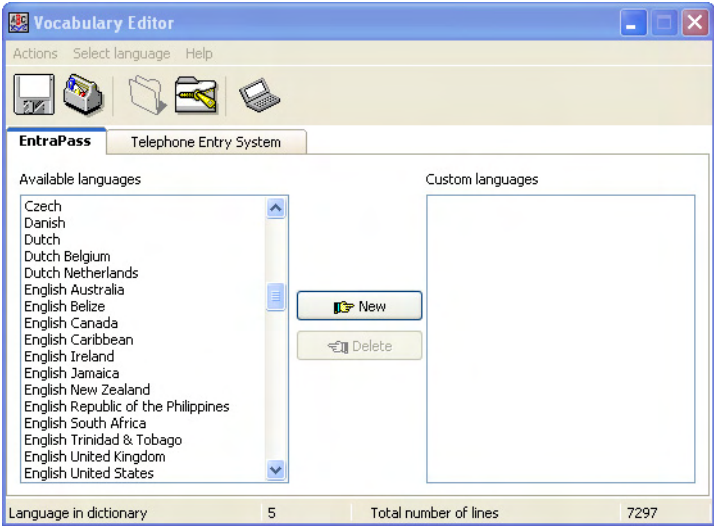 Vocabulary Editor
Actions Select language Help
EntraPass Telephone Entry System
Available languages Custom languages
Czech
Danish
Dutch
Dutch Belgium
Dutch Netherlands
English Australia
English Belize
English Canada
English Caribbean
English Ireland
English Jamaica
English New Zealand
English Republic of the Philippines
English South Africa
English Trinidad & Tobago
English United Kingdom
English United States
New
Delete
Language in dictionary 5 Total number of lines 7297